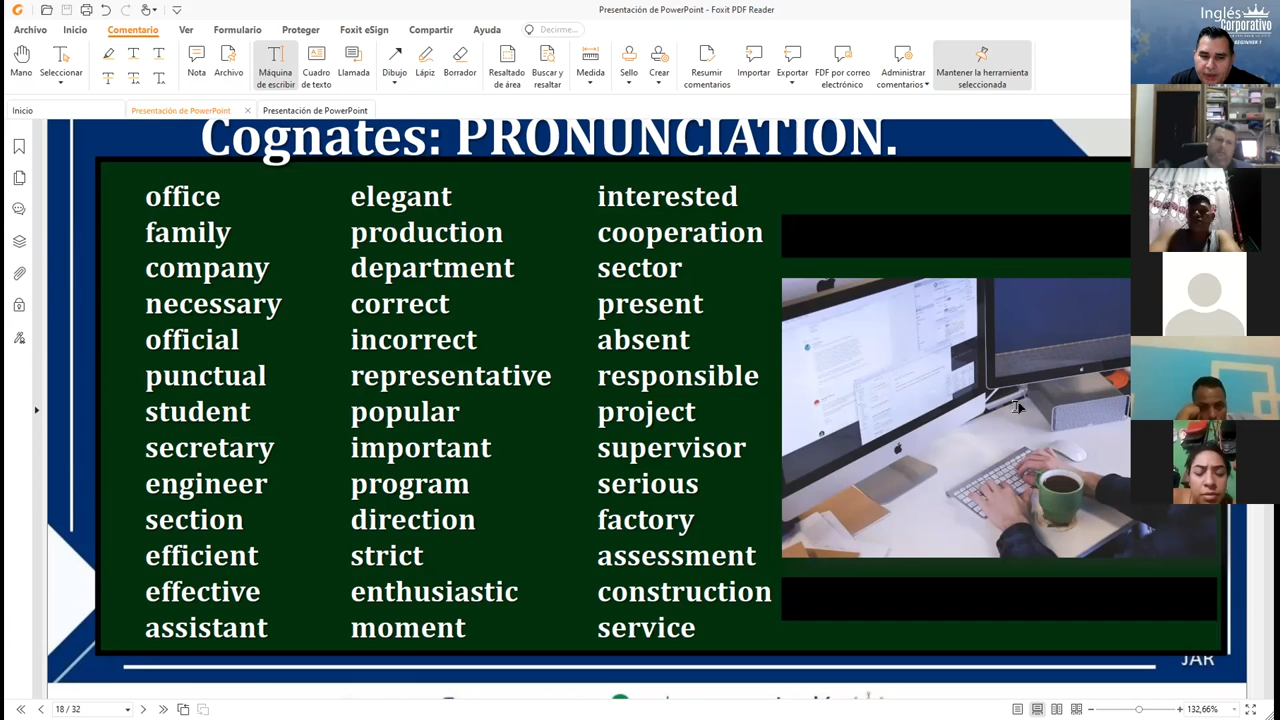 Presentación de PowerPoint - Foxit PDF Reader
Archivo Inicio Comentario Ver Formulario Proteger Foxit eSign Compartir Ayuda Decirme...
Mano Seleccionar Nota Archivo Máquina de escribir Cuadro de texto Llamada Dibujo Lápiz Borrador Resaltado de área Buscar y resaltar Medida Sello Crear Resumir comentarios Importar Exportar FDP por correo electrónico Administrar comentarios Mantener la herramienta seleccionada
Inicio Presentación de PowerPoint Presentación de PowerPoint
Inglés
Corporativo
BEGINNER 1
Cognates: PRONUNCIATION.
office elegant interested
family production cooperation
company department sector
necessary correct present
official incorrect absent
punctual representative responsible
student popular project
secretary important supervisor
engineer program serious
section direction factory
efficient strict assessment
effective enthusiastic construction
assistant moment service
JAR
18 / 32
132,66%